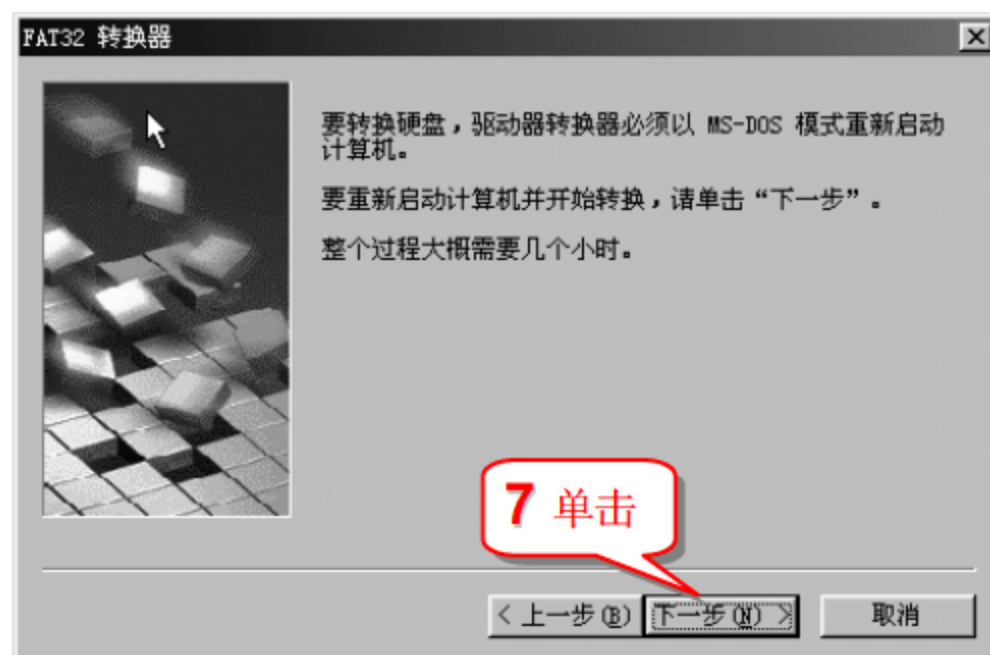 FAT32 转换器
要转换硬盘，驱动器转换器必须以 MS-DOS 模式重新启动
计算机。
要重新启动计算机并开始转换，请单击“下一步”。
整个过程大概需要几个小时。
7 单击
< 上一步(B) 下一步(N) > 取消